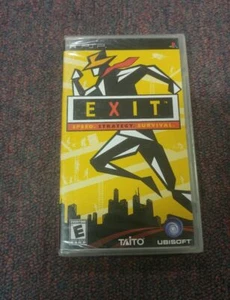 EXIT
SPEED. STRATEGY. SURVIVAL.
E
TAITO UBISOFT